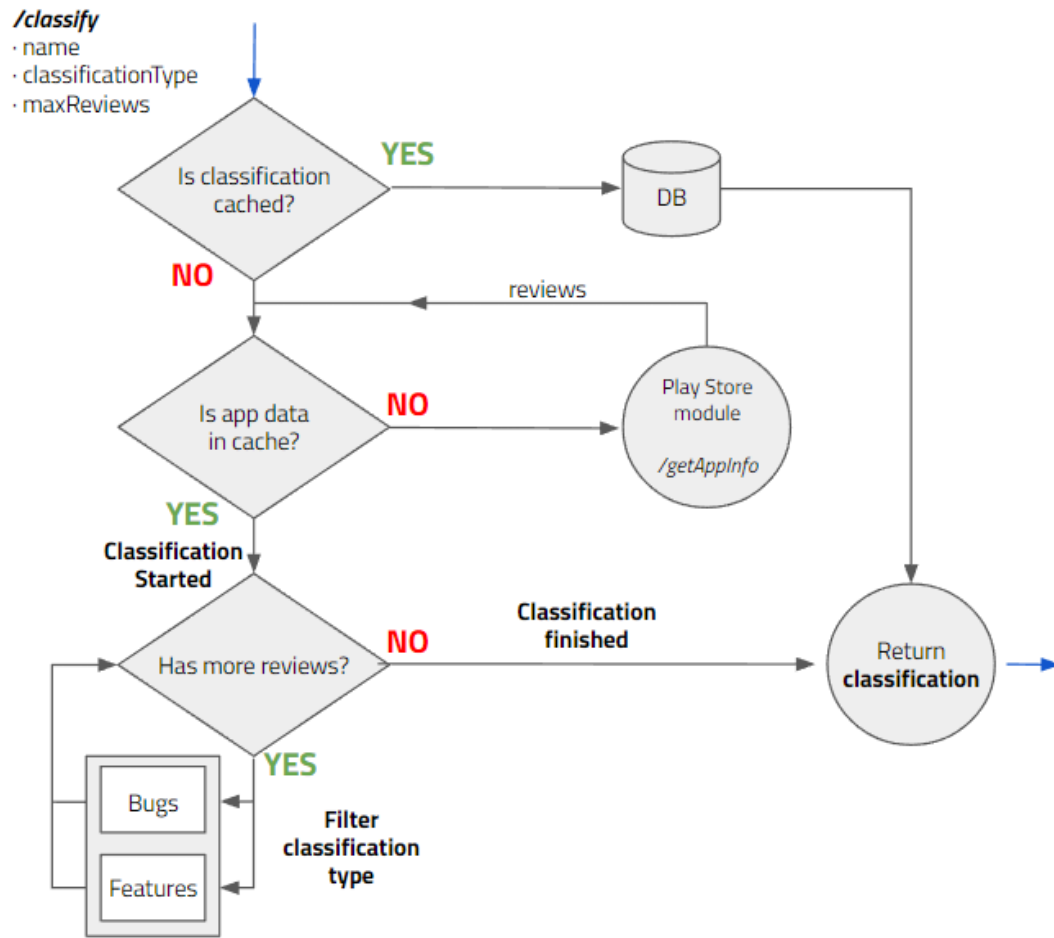 /classify
· name
· classificationType
· maxReviews
Is classification
cached?
YES
DB
NO
reviews
Is app data
in cache?
NO
Play Store
module
/getAppInfo
YES
Classification
Started
Has more reviews?
NO
Classification
finished
Return
classification
YES
Bugs
Features
Filter
classification
type